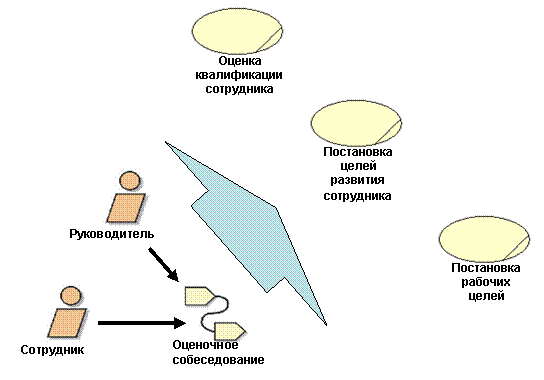 Оценка
квалификации
сотрудника
Постановка
целей
развития
сотрудника
Руководитель
Постановка
рабочих
целей
Сотрудник
Оценочное
собеседование